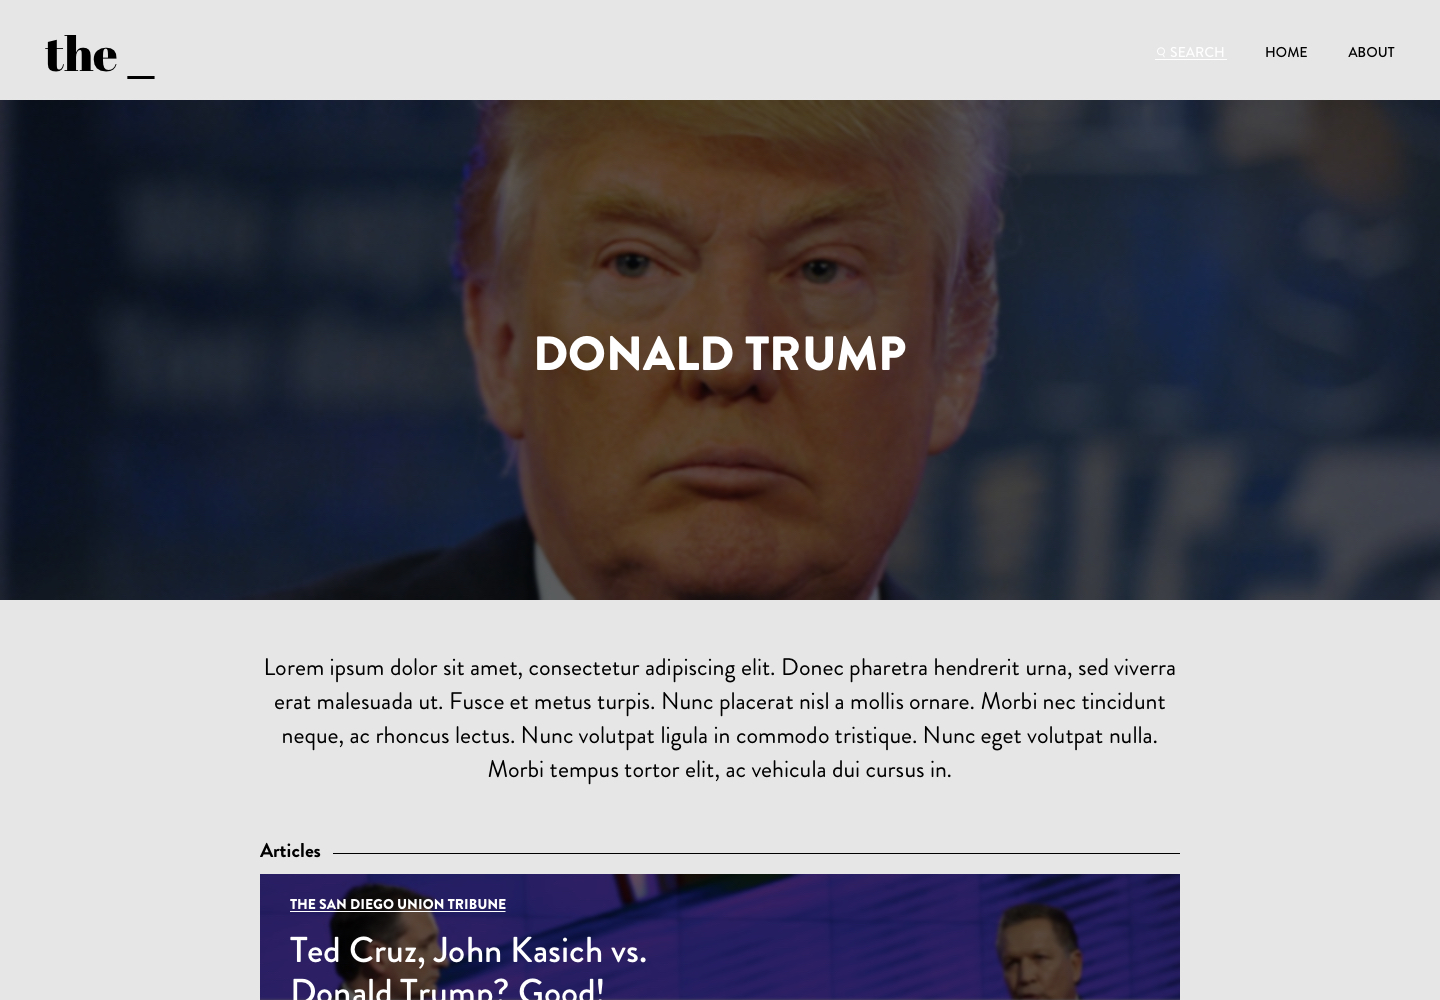 the _
SEARCH HOME ABOUT
DONALD TRUMP
Lorem ipsum dolor sit amet, consectetur adipiscing elit. Donec pharetra hendrerit urna, sed viverra
erat malesuada ut. Fusce et metus turpis. Nunc placerat nisl a mollis ornare. Morbi nec tincidunt
neque, ac rhoncus lectus. Nunc volutpat ligula in commodo tristique. Nunc eget volutpat nulla.
Morbi tempus tortor elit, ac vehicula dui cursus in.
Articles
THE SAN DIEGO UNION TRIBUNE
Ted Cruz, John Kasich vs.
Donald Trump? Good!